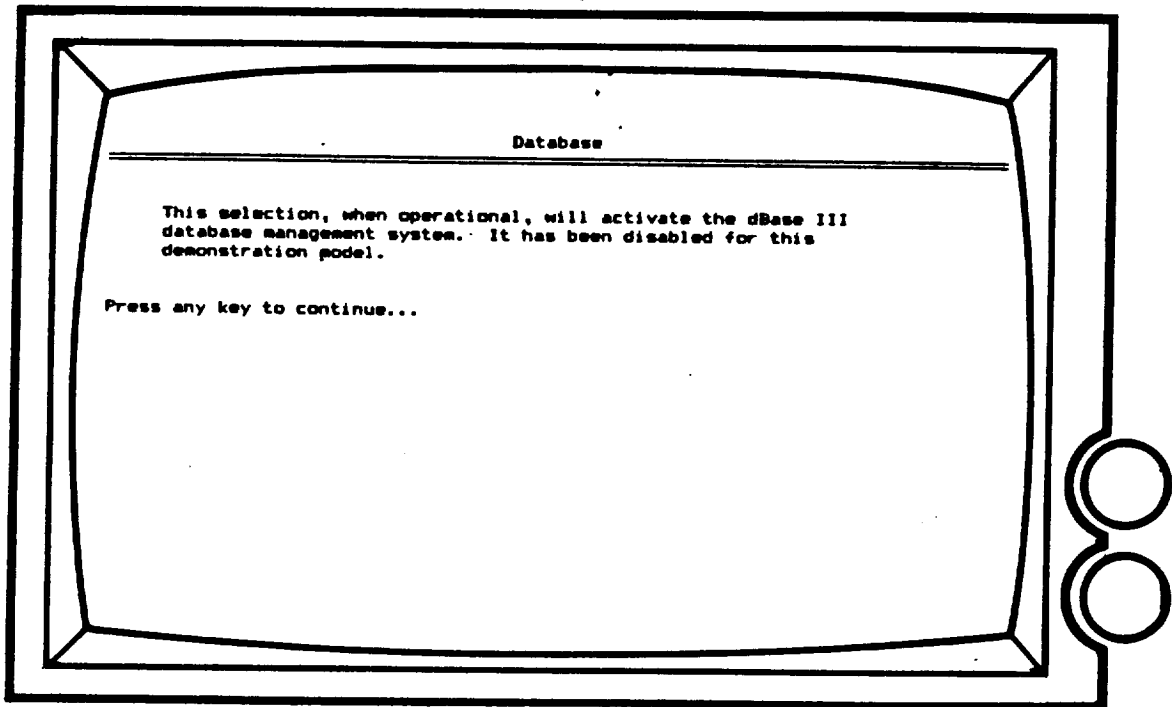 Database
This selection, when operational, will activate the dBase III
database management system. It has been disabled for this
demonstration model.
Press any key to continue...